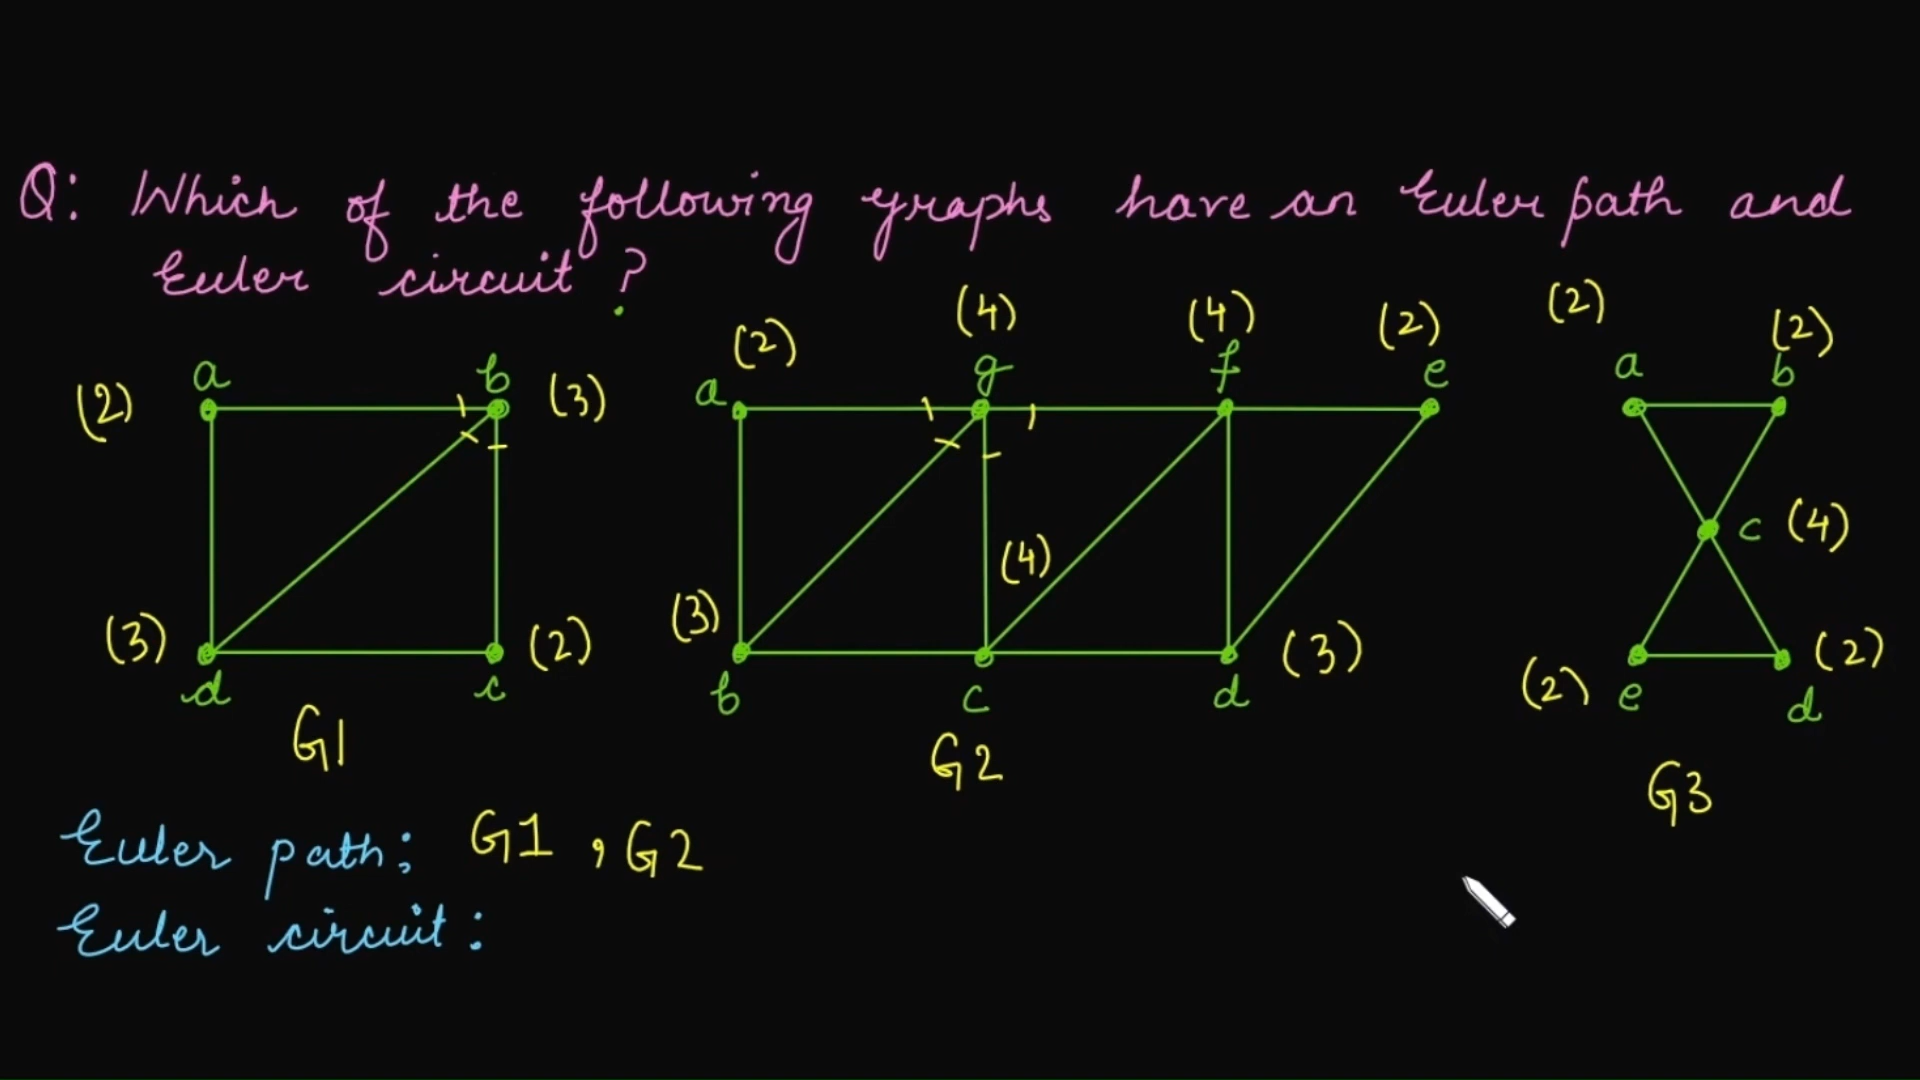 Q: Which of the following graphs have an Euler path and
Euler circuit ?
(2) a b (3)
(3) d c (2)
G1
(2) (4) (4) (2)
a g f e
(4)
(3) (3)
b c d
G2
(2) (2)
a b
c (4)
(2) e d (2)
G3
Euler path: G1 , G2
Euler circuit: